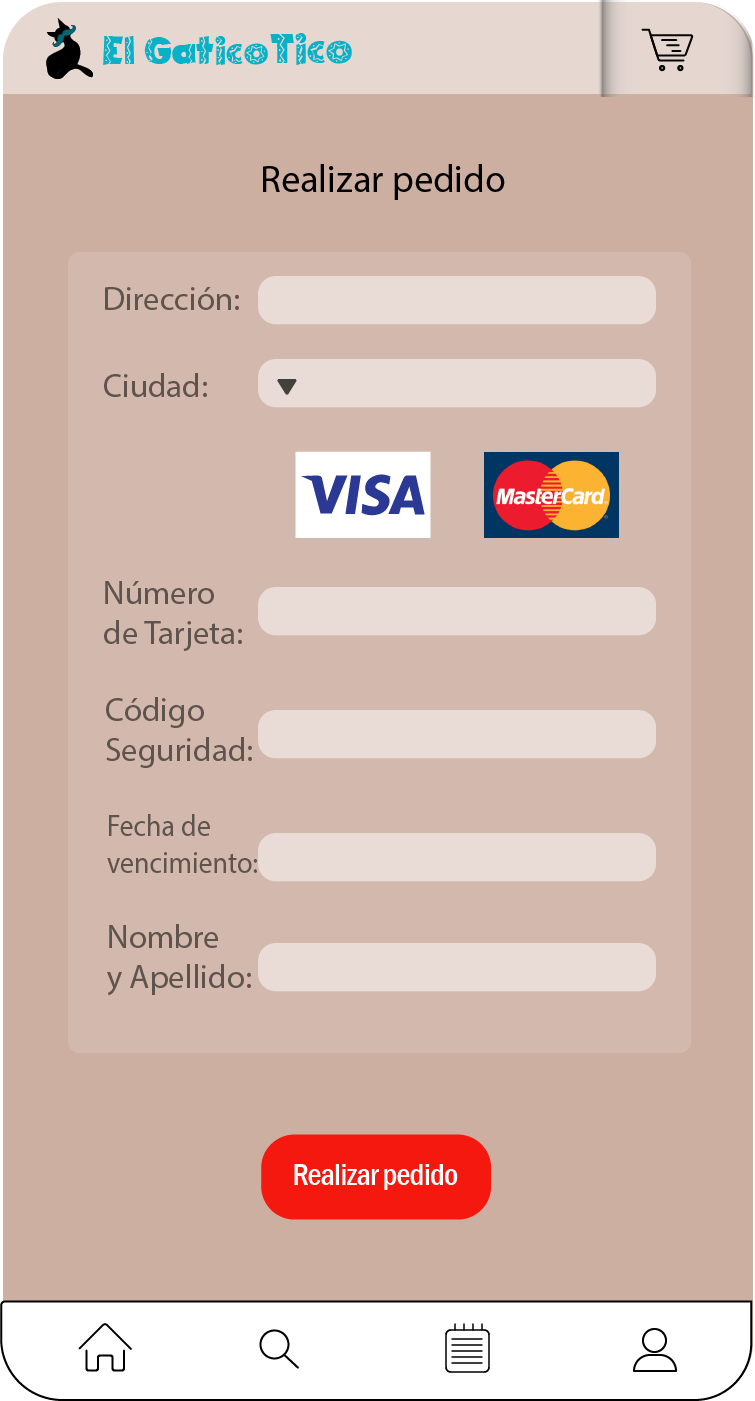 El GaticoTico
Realizar pedido
Dirección:
Ciudad:
VISA
MasterCard
Número
de Tarjeta:
Código
Seguridad:
Fecha de
vencimiento:
Nombre
y Apellido:
Realizar pedido